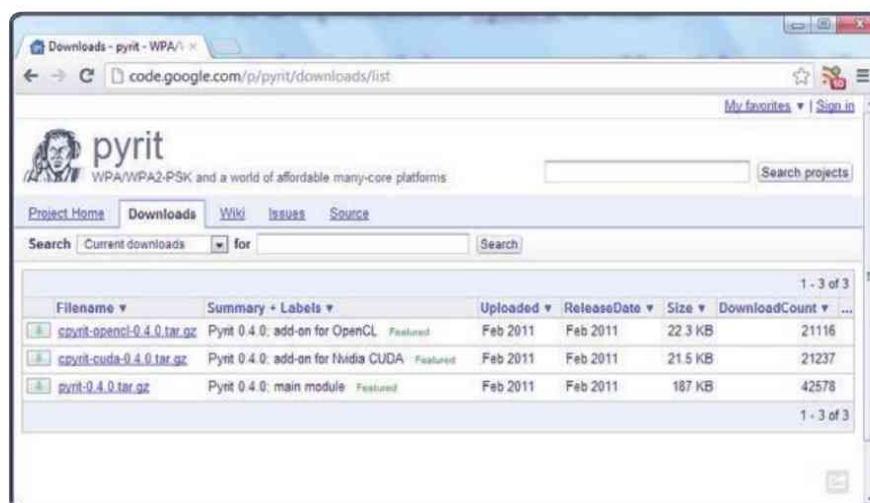 Downloads - pyrit - WPA/
code.google.com/p/pyrit/downloads/list
My favorites ▼ | Sign in
pyrit
WPA/WPA2-PSK and a world of affordable many-core platforms
Search projects
Project Home Downloads Wiki Issues Source
Search Current downloads for Search
1 - 3 of 3
Filename ▼ Summary + Labels ▼ Uploaded ▼ ReleaseDate ▼ Size ▼ DownloadCount ▼ ...
cpyrit-opencl-0.4.0.tar.gz Pyrit 0.4.0; add-on for OpenCL Featured Feb 2011 Feb 2011 22.3 KB 21116
cpyrit-cuda-0.4.0.tar.gz Pyrit 0.4.0; add-on for Nvidia CUDA Featured Feb 2011 Feb 2011 21.5 KB 21237
pyrit-0.4.0.tar.gz Pyrit 0.4.0; main module Featured Feb 2011 Feb 2011 187 KB 42578
1 - 3 of 3